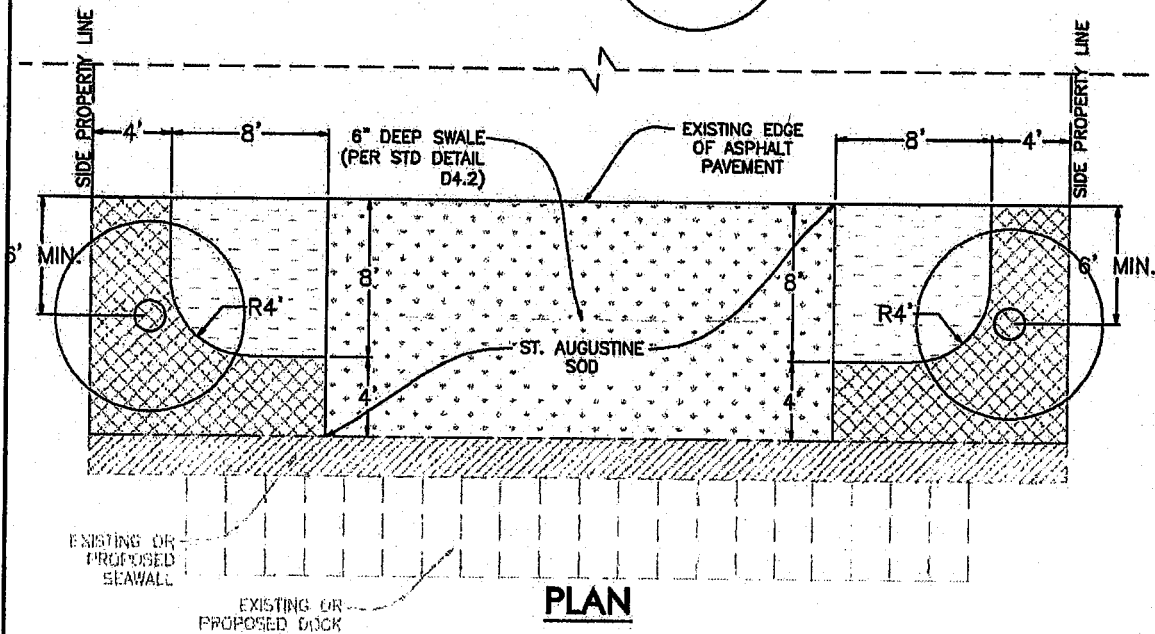 SIDE PROPERTY LINE
SIDE PROPERTY LINE
4'
8'
6" DEEP SWALE
(PER STD DETAIL
D4.2)
EXISTING EDGE
OF ASPHALT
PAVEMENT
8'
4'
6' MIN.
8'
8'
6' MIN.
R4'
R4'
ST. AUGUSTINE
SOD
4'
4'
EXISTING OR
PROPOSED
SEAWALL
EXISTING OR
PROPOSED DOCK
PLAN